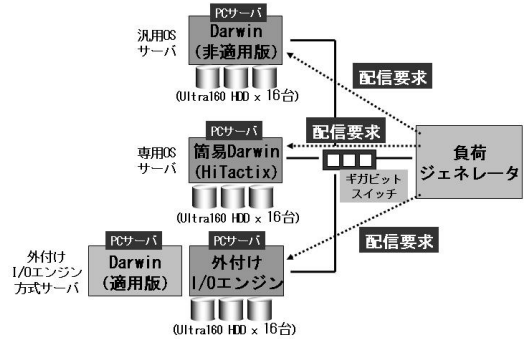 PCサーバ
汎用OS
サーバ
Darwin
(非適用版)
(Ultra160 HDD x 16台)
配信要求
PCサーバ
専用OS
サーバ
簡易Darwin
(HiTactix)
(Ultra160 HDD x 16台)
配信要求
ギガビット
スイッチ
負荷
ジェネレータ
配信要求
外付け
I/Oエンジン
方式サーバ
PCサーバ
Darwin
(適用版)
PCサーバ
外付け
I/Oエンジン
(Ultra160 HDD x 16台)